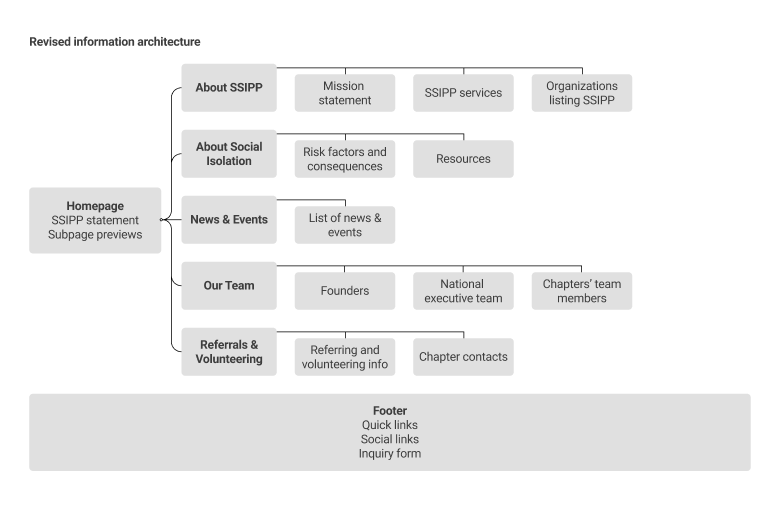 Revised information architecture
About SSIPP
Mission
statement
SSIPP services
Organizations
listing SSIPP
About Social
Isolation
Risk factors and
consequences
Resources
Homepage
SSIPP statement
Subpage previews
News & Events
List of news &
events
Our Team
Founders
National
executive team
Chapters’ team
members
Referrals &
Volunteering
Referring and
volunteering info
Chapter contacts
Footer
Quick links
Social links
Inquiry form